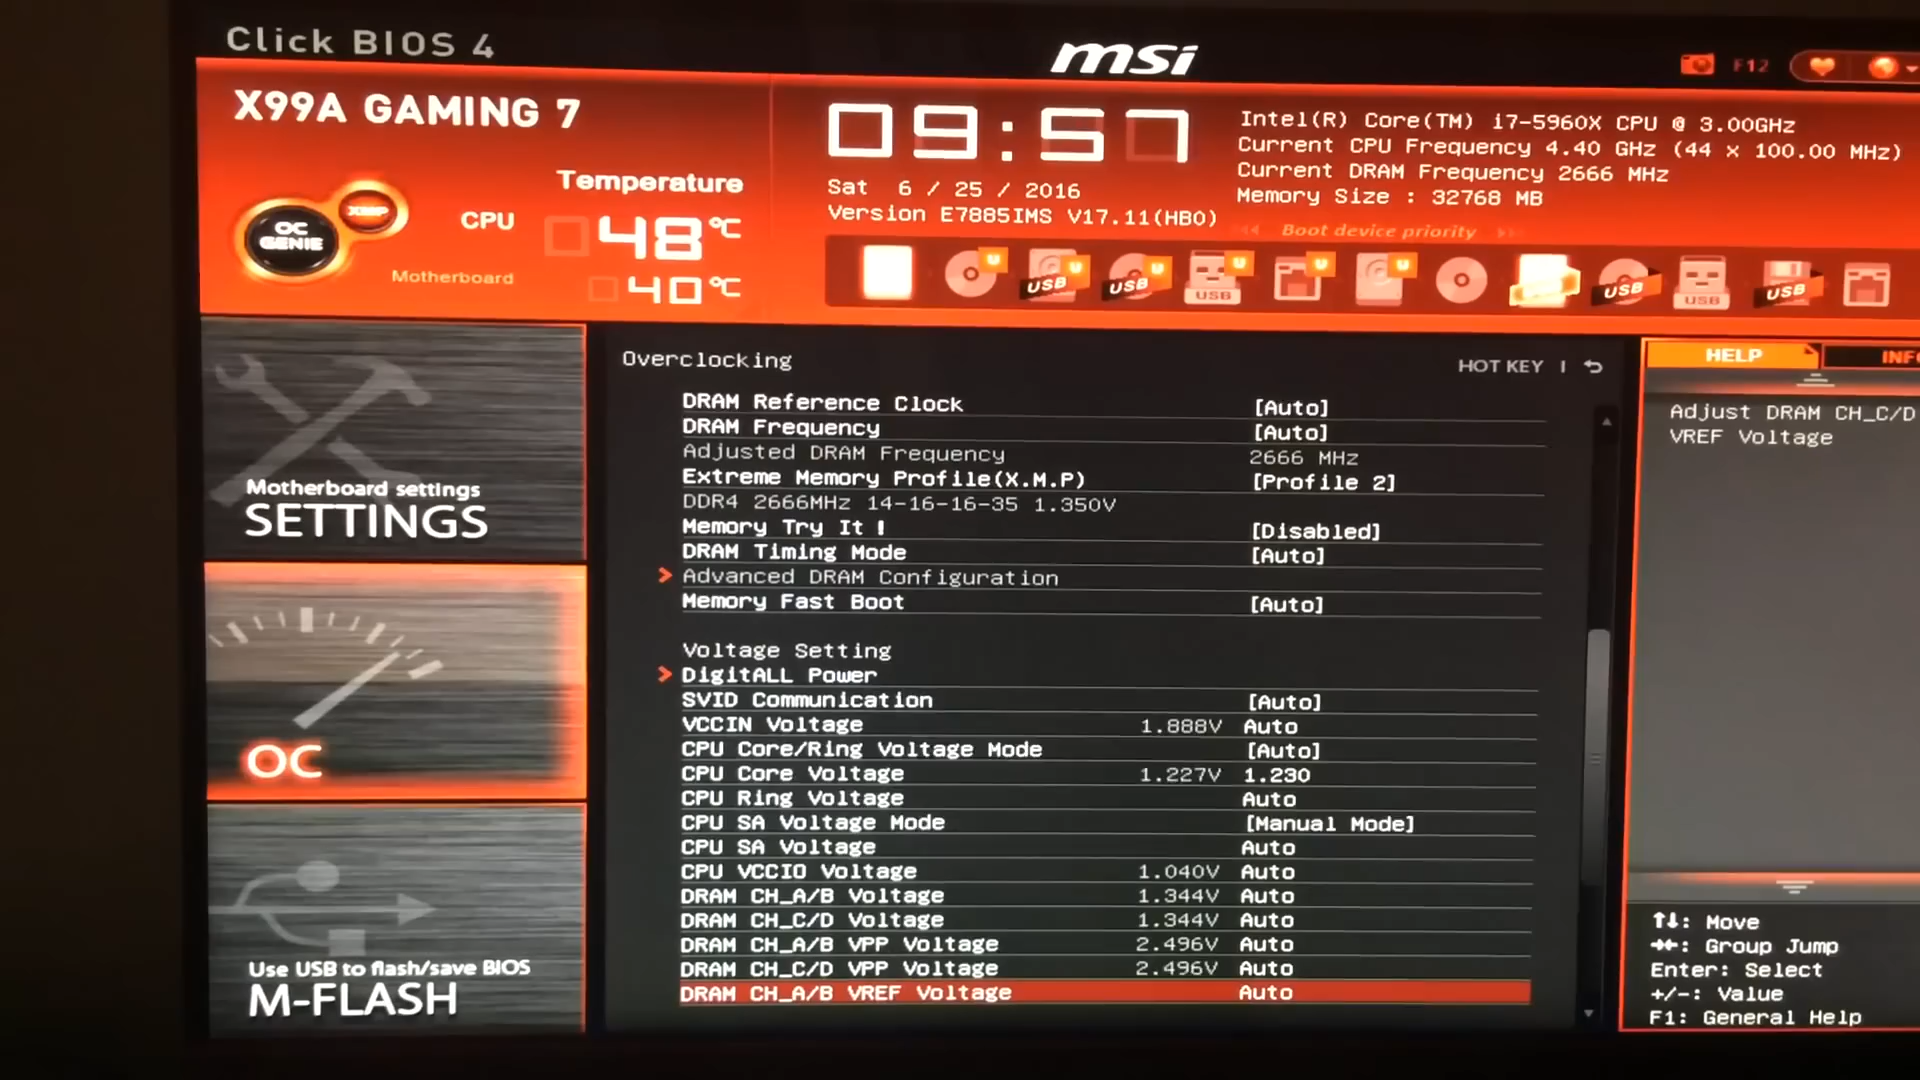 Click BIOS 4
msi
F12
X99A GAMING 7
OC GENIE
XMP
Temperature
CPU 48°C
Motherboard 40°C
09:57
Sat 6 / 25 / 2016
Version E7885IMS V17.11(HB0)
Intel(R) Core(TM) i7-5960X CPU @ 3.00GHz
Current CPU Frequency 4.40 GHz (44 x 100.00 MHz)
Current DRAM Frequency 2666 MHz
Memory Size : 32768 MB
Boot device priority
U U USB U USB U USB U U USB USB USB
Motherboard settings
SETTINGS
OC
Use USB to flash/save BIOS
M-FLASH
Overclocking
HOT KEY |
DRAM Reference Clock [Auto]
DRAM Frequency [Auto]
Adjusted DRAM Frequency 2666 MHz
Extreme Memory Profile(X.M.P) [Profile 2]
DDR4 2666MHz 14-16-16-35 1.350V
Memory Try It ! [Disabled]
DRAM Timing Mode [Auto]
> Advanced DRAM Configuration
Memory Fast Boot [Auto]
Voltage Setting
> DigitALL Power
SVID Communication [Auto]
VCCIN Voltage 1.888V Auto
CPU Core/Ring Voltage Mode [Auto]
CPU Core Voltage 1.227V 1.230
CPU Ring Voltage Auto
CPU SA Voltage Mode [Manual Mode]
CPU SA Voltage Auto
CPU VCCIO Voltage 1.040V Auto
DRAM CH_A/B Voltage 1.344V Auto
DRAM CH_C/D Voltage 1.344V Auto
DRAM CH_A/B VPP Voltage 2.496V Auto
DRAM CH_C/D VPP Voltage 2.496V Auto
DRAM CH_A/B VREF Voltage Auto
HELP
INFO
Adjust DRAM CH_C/D
VREF Voltage
↑↓: Move
→←: Group Jump
Enter: Select
+/-: Value
F1: General Help